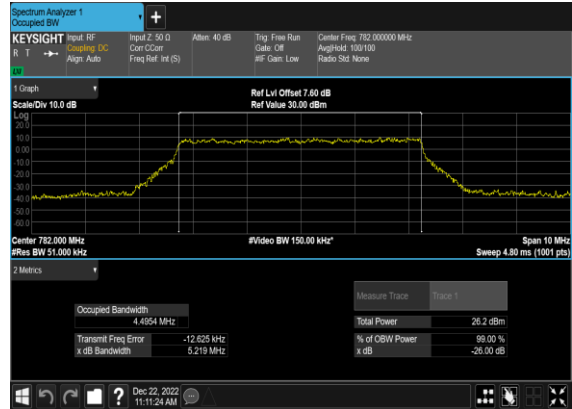 Spectrum Analyzer 1
Occupied BW
+
KEYSIGHT Input: RF Input Z: 50 Ω Atten: 40 dB Trig: Free Run Center Freq: 782.000000 MHz
R T Coupling: DC Corr CCorr Gate: Off Avg|Hold: 100/100
Align: Auto Freq Ref: Int (S) #IF Gain: Low Radio Std: None
1 Graph
Ref Lvl Offset 7.60 dB
Scale/Div 10.0 dB Ref Value 30.00 dBm
Log
20.0
10.0
0.00
-10.0
-20.0
-30.0
-40.0
-50.0
-60.0
Center 782.000 MHz #Video BW 150.00 kHz* Span 10 MHz
#Res BW 51.000 kHz Sweep 4.80 ms (1001 pts)
2 Metrics
Measure Trace Trace 1
Occupied Bandwidth
4.4954 MHz
Total Power 26.2 dBm
Transmit Freq Error -12.625 kHz % of OBW Power 99.00 %
x dB Bandwidth 5.219 MHz x dB -26.00 dB
? Dec 22, 2022
11:11:24 AM